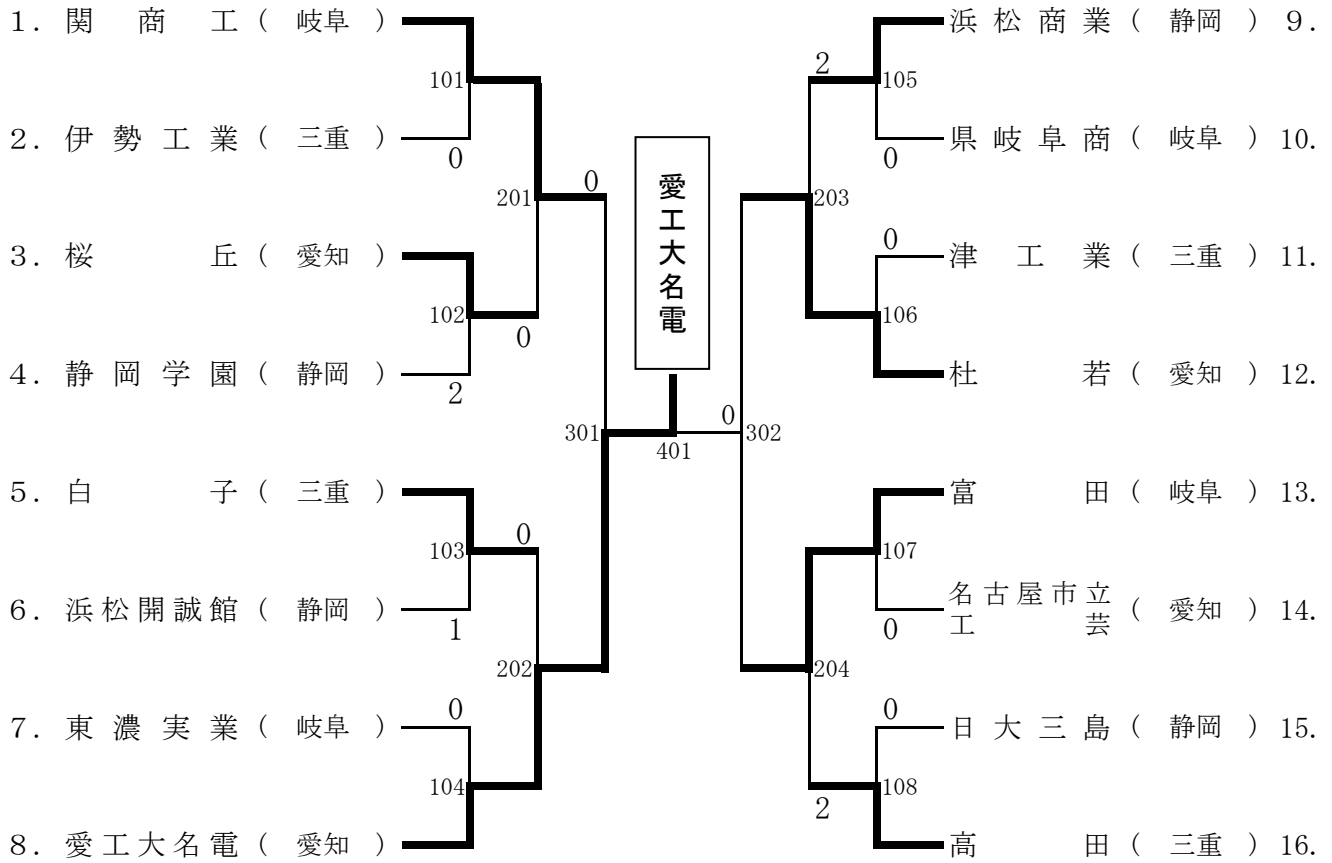 1. 関商工（岐阜）
101
2. 伊勢工業（三重）
0
201
0
3. 桜丘（愛知）
102
0
4. 静岡学園（静岡）
2
301
5. 白子（三重）
0
103
6. 浜松開誠館（静岡）
1
202
7. 東濃実業（岐阜）
0
104
8. 愛工大名電（愛知）
愛工大名電
401
0
302
浜松商業（静岡）9.
2
105
県岐阜商（岐阜）10.
0
203
0
津工業（三重）11.
106
杜若（愛知）12.
富田（岐阜）13.
107
名古屋市立
工芸（愛知）14.
0
204
0
日大三島（静岡）15.
108
2
高田（三重）16.